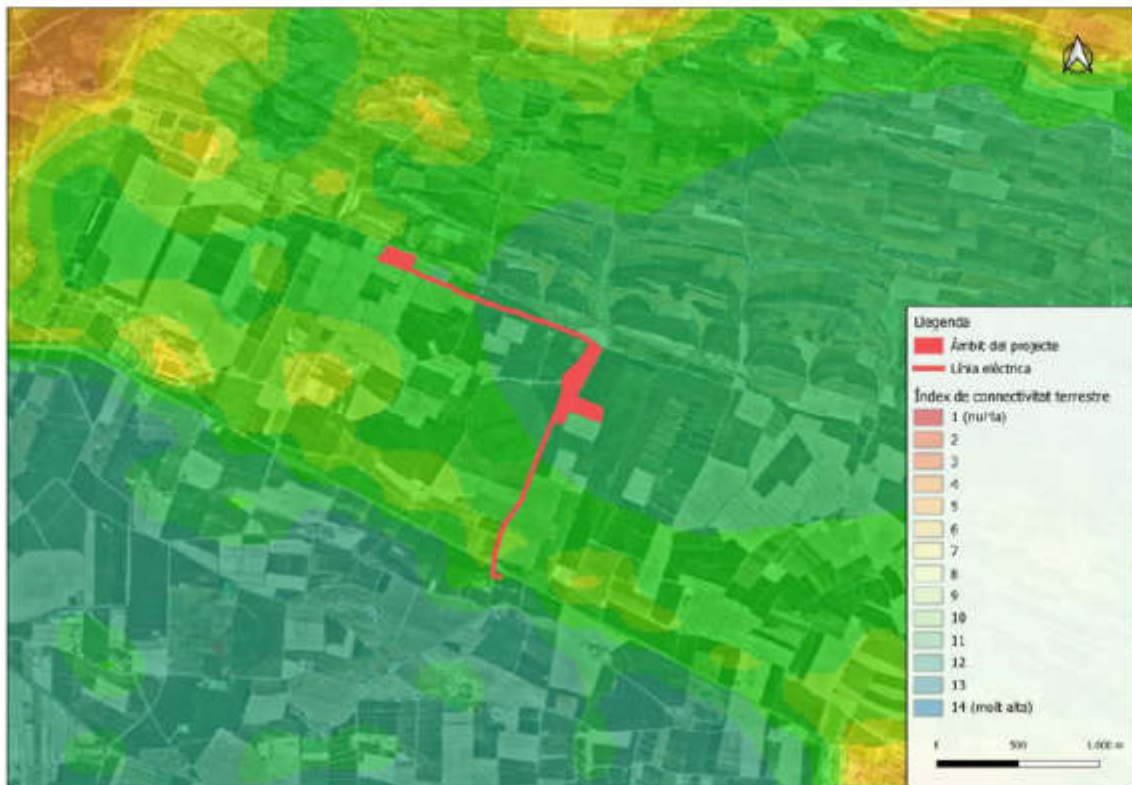 Llegenda
Àmbit del projecte
Línia elèctrica
Índex de connectivitat terrestre
1 (nul·la)
2
3
4
5
6
7
8
9
10
11
12
13
14 (molt alta)
0 500 1.000 m